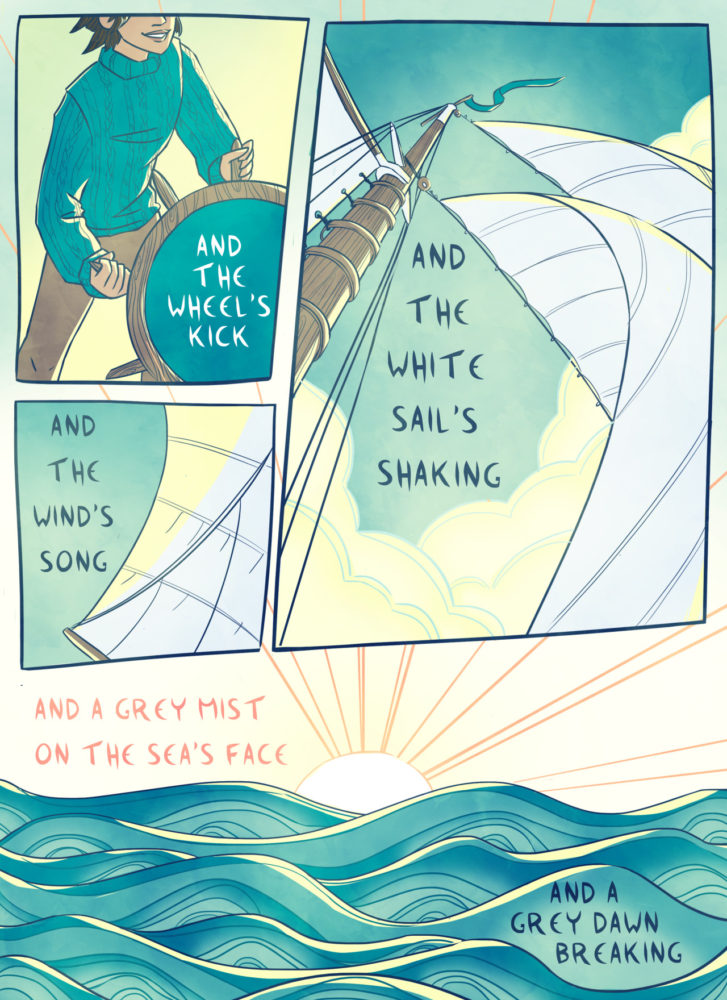 AND
THE
WHEEL'S
KICK
AND
THE
WIND'S
SONG
AND
THE
WHITE
SAIL'S
SHAKING
AND A GREY MIST
ON THE SEA'S FACE
AND A
GREY DAWN
BREAKING